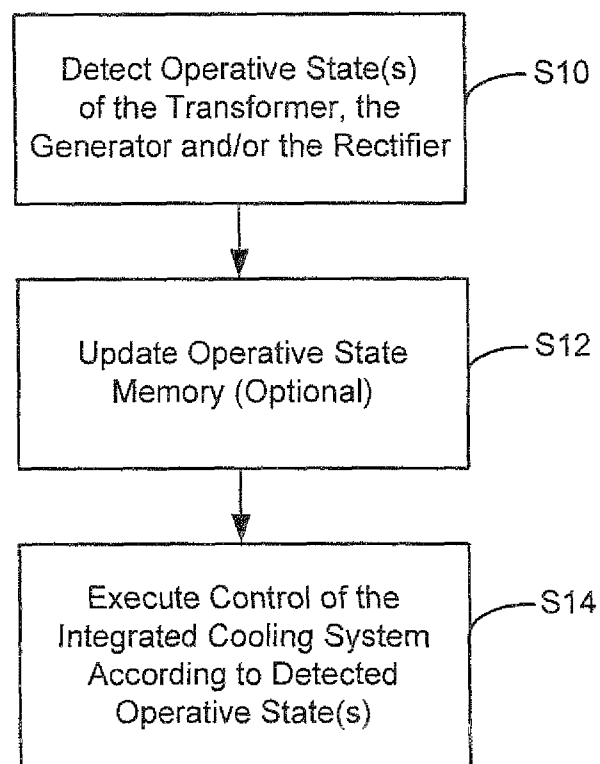 Detect Operative State(s)
of the Transformer, the
Generator and/or the Rectifier
S10
Update Operative State
Memory (Optional)
S12
Execute Control of the
Integrated Cooling System
According to Detected
Operative State(s)
S14